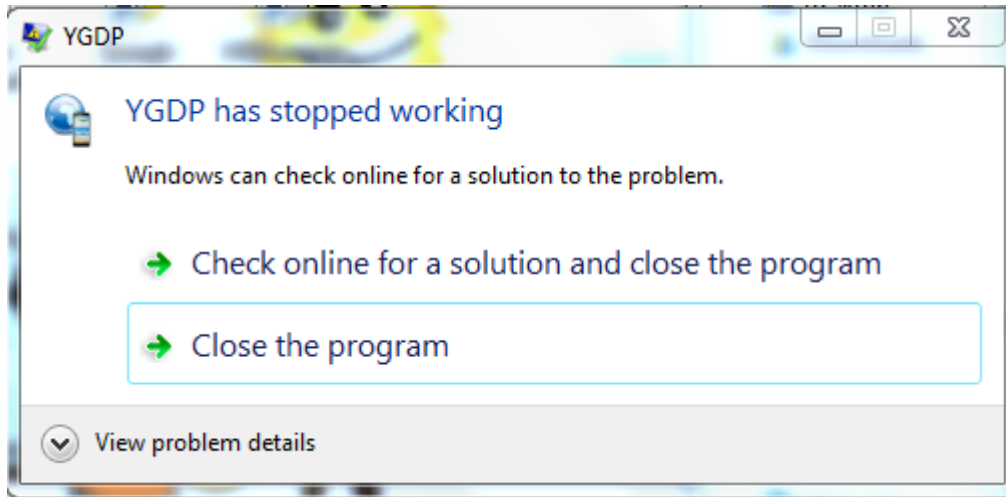 YGDP
YGDP has stopped working
Windows can check online for a solution to the problem.
Check online for a solution and close the program
Close the program
View problem details